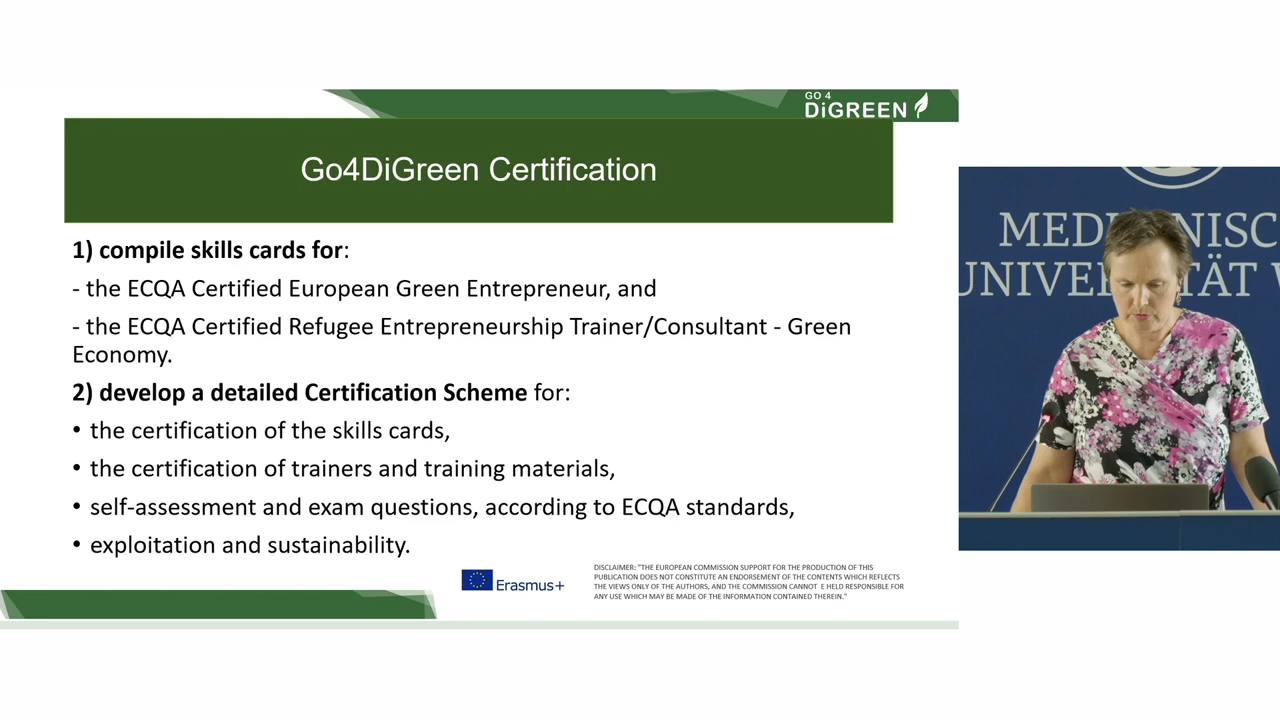 GO 4
DiGREEN
Go4DiGreen Certification
1) compile skills cards for:
- the ECQA Certified European Green Entrepreneur, and
- the ECQA Certified Refugee Entrepreneurship Trainer/Consultant - Green
Economy.
2) develop a detailed Certification Scheme for:
• the certification of the skills cards,
• the certification of trainers and training materials,
• self-assessment and exam questions, according to ECQA standards,
• exploitation and sustainability.
Erasmus+
DISCLAIMER: "THE EUROPEAN COMMISSION SUPPORT FOR THE PRODUCTION OF THIS
PUBLICATION DOES NOT CONSTITUTE AN ENDORSEMENT OF THE CONTENTS WHICH REFLECTS
THE VIEWS ONLY OF THE AUTHORS, AND THE COMMISSION CANNOT E HELD RESPONSIBLE FOR
ANY USE WHICH MAY BE MADE OF THE INFORMATION CONTAINED THEREIN."